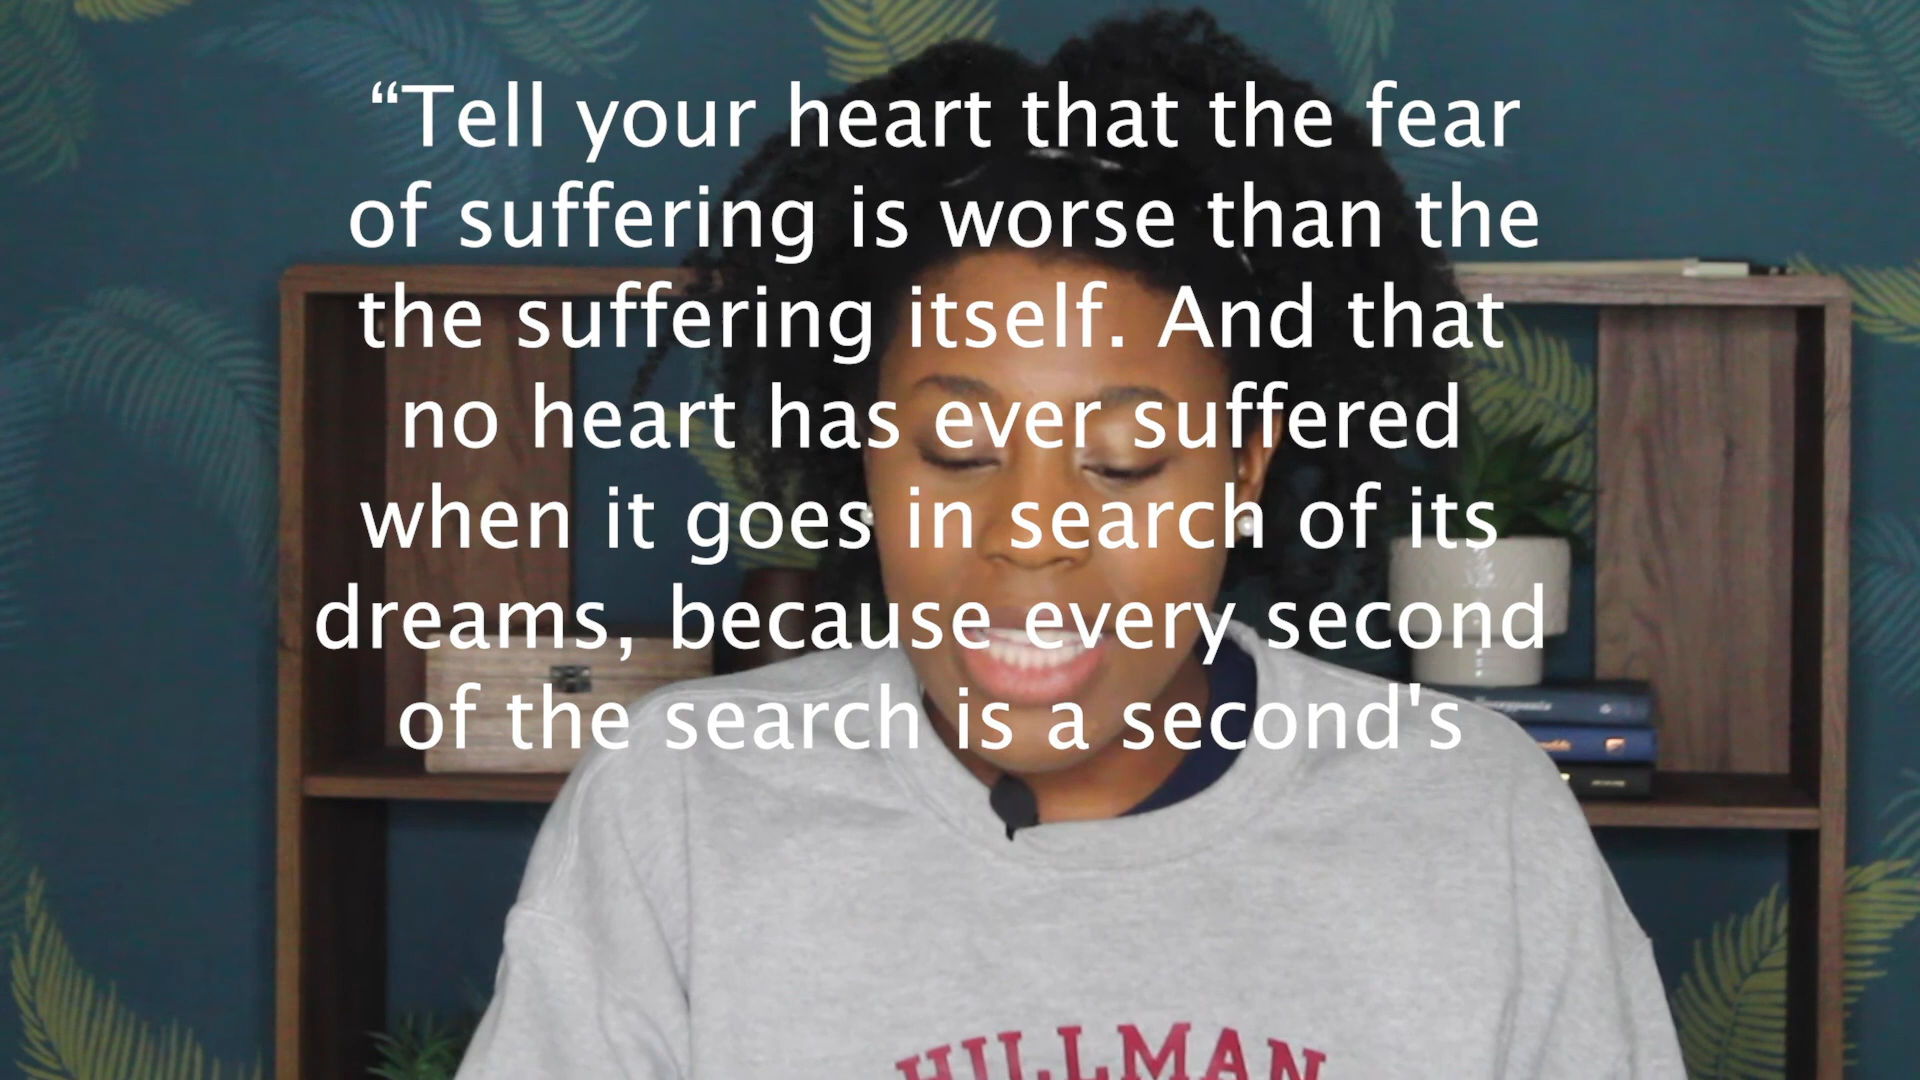 “Tell your heart that the fear
of suffering is worse than the
the suffering itself. And that
no heart has ever suffered
when it goes in search of its
dreams, because every second
of the search is a second's
HILLMAN